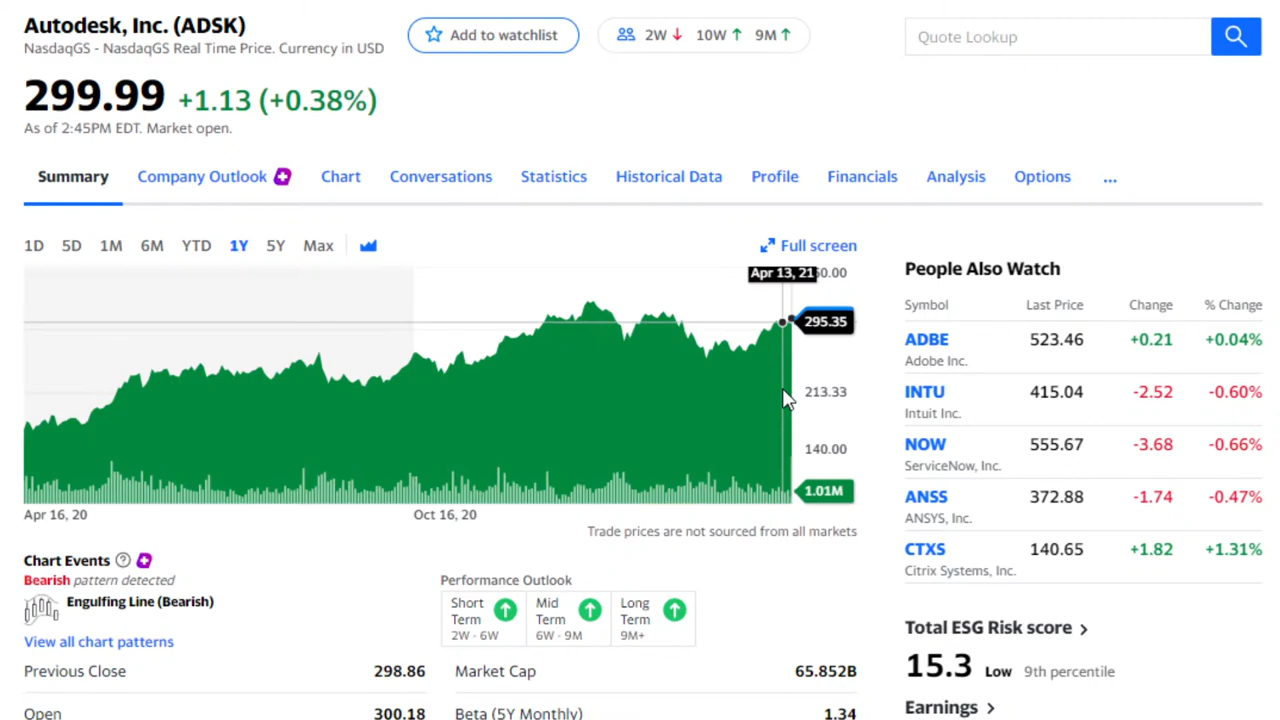 Autodesk, Inc. (ADSK)
NasdaqGS - NasdaqGS Real Time Price. Currency in USD
Add to watchlist
2W 10W 9M
Quote Lookup
299.99 +1.13 (+0.38%)
As of 2:45PM EDT. Market open.
Summary Company Outlook Chart Conversations Statistics Historical Data Profile Financials Analysis Options ...
1D 5D 1M 6M YTD 1Y 5Y Max
Full screen
Apr 13, 21
60.00
295.35
213.33
140.00
1.01M
Apr 16, 20 Oct 16, 20
Trade prices are not sourced from all markets
Chart Events
Bearish pattern detected
Engulfing Line (Bearish)
View all chart patterns
Performance Outlook
Short Term 2W - 6W
Mid Term 6W - 9M
Long Term 9M+
Previous Close 298.86
Open 300.18
Market Cap 65.852B
Beta (5Y Monthly) 1.34
People Also Watch
Symbol Last Price Change % Change
ADBE 523.46 +0.21 +0.04%
Adobe Inc.
INTU 415.04 -2.52 -0.60%
Intuit Inc.
NOW 555.67 -3.68 -0.66%
ServiceNow, Inc.
ANSS 372.88 -1.74 -0.47%
ANSYS, Inc.
CTXS 140.65 +1.82 +1.31%
Citrix Systems, Inc.
Total ESG Risk score
15.3 Low 9th percentile
Earnings